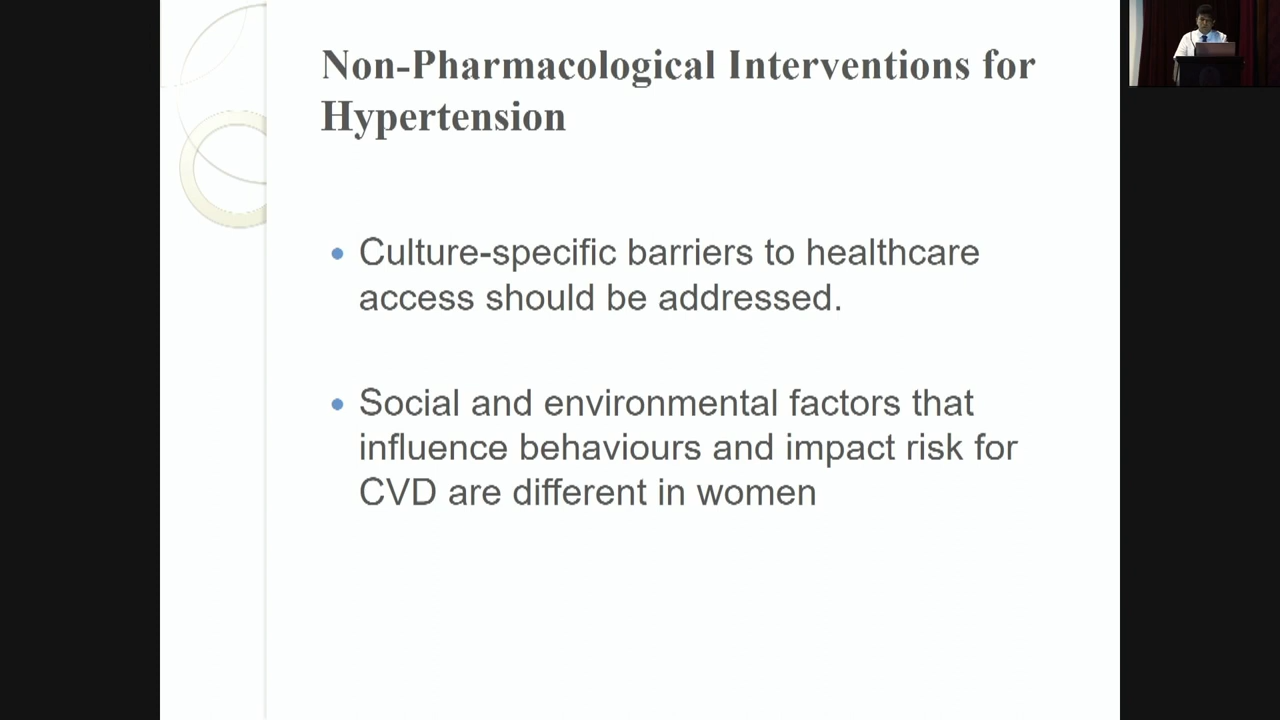 Non-Pharmacological Interventions for
Hypertension
• Culture-specific barriers to healthcare
access should be addressed.
• Social and environmental factors that
influence behaviours and impact risk for
CVD are different in women